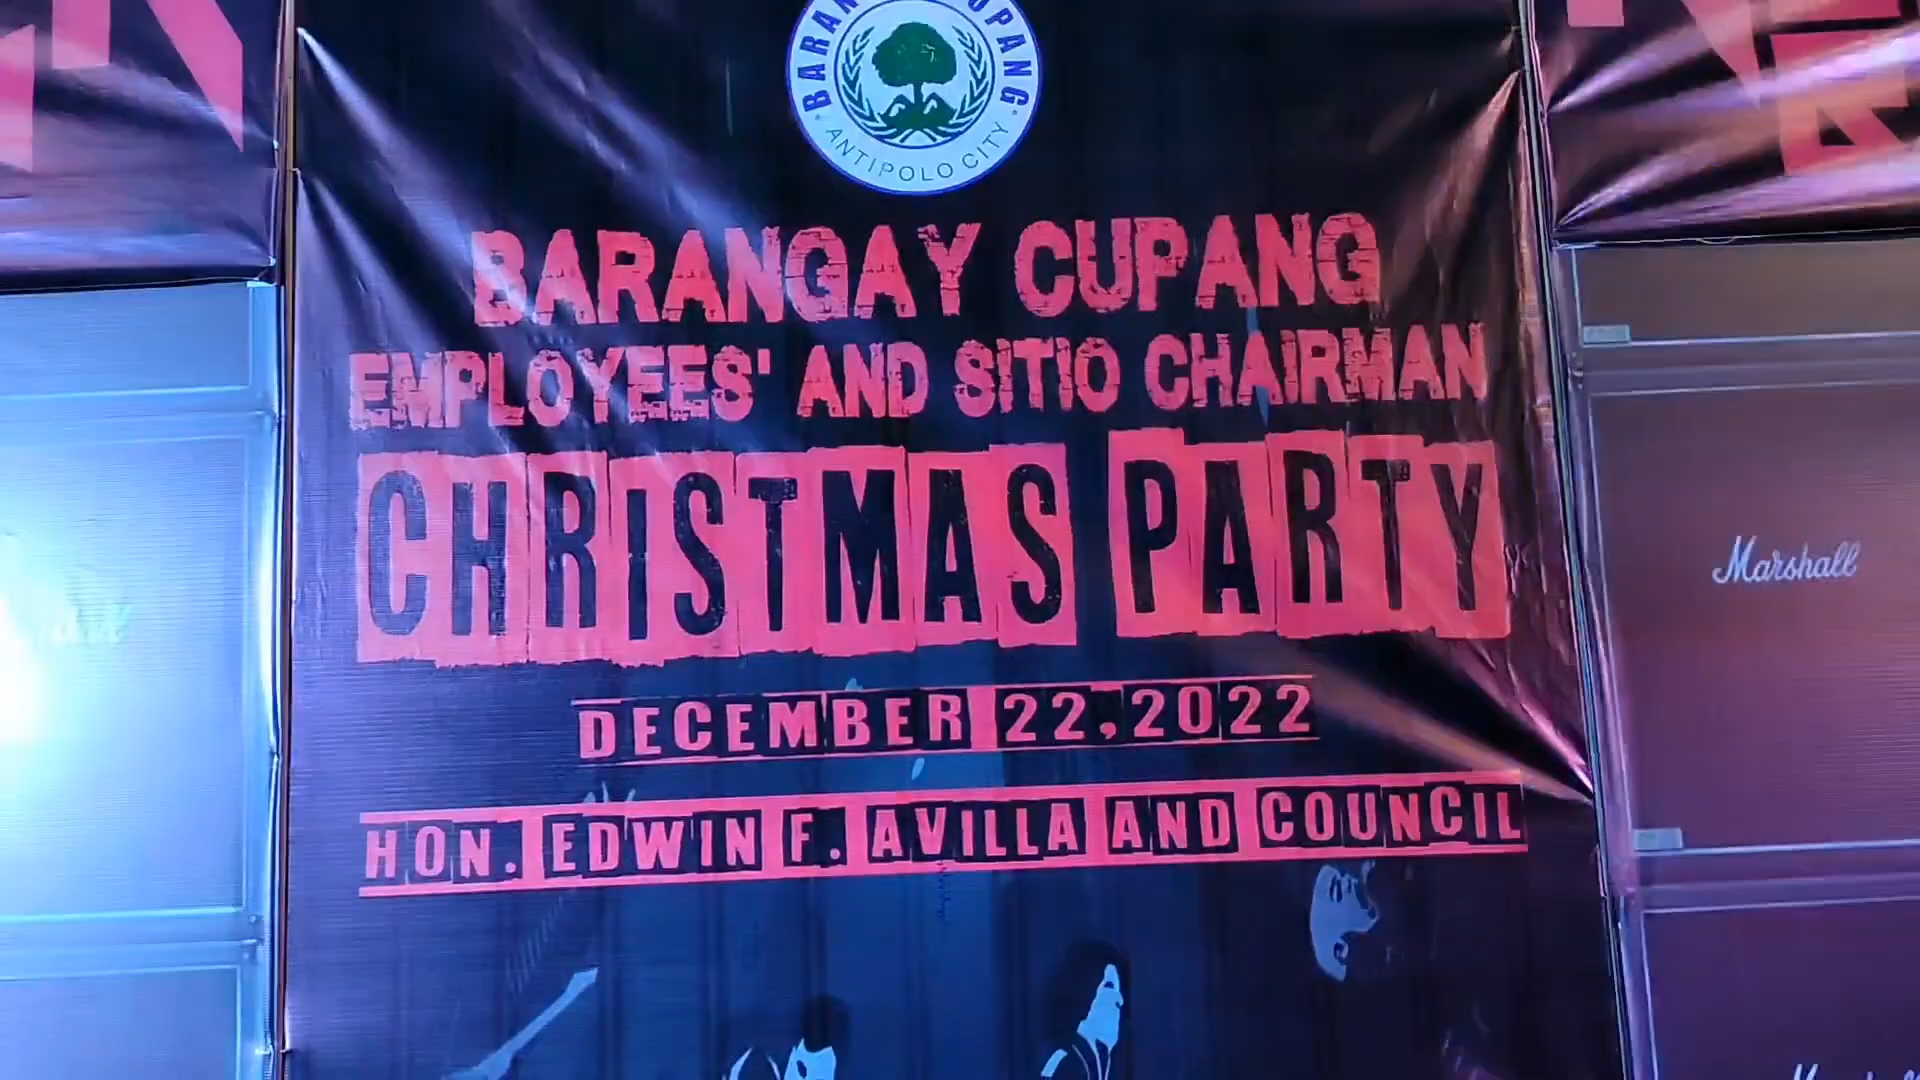 BARANGAY CUPANG
ANTIPOLO CITY
BARANGAY CUPANG
EMPLOYEES' AND SITIO CHAIRMAN
CHRISTMAS PARTY
DECEMBER 22, 2022
HON. EDWIN F. AVILLA AND COUNCIL
Marshall